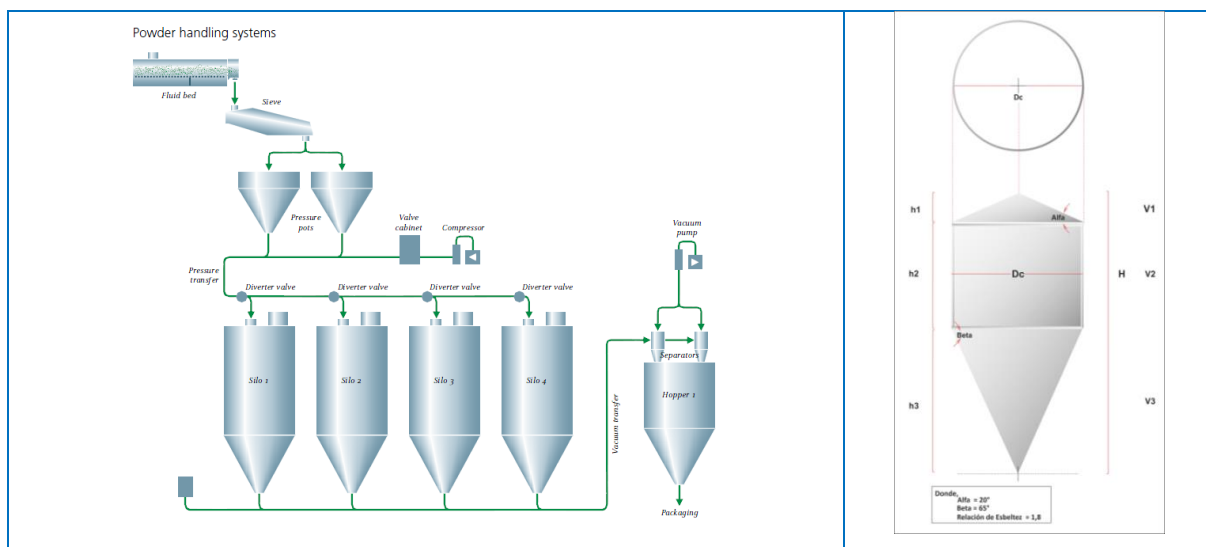 Powder handling systems
Fluid bed
Sieve
Pressure
pots
Valve
cabinet
Compressor
Vacuum
pump
Pressure
transfer
Diverter valve
Diverter valve
Diverter valve
Diverter valve
Silo 1
Silo 2
Silo 3
Silo 4
Separators
Hopper 1
Vacuum transfer
Packaging
Dc
h1
Alfa
V1
h2
Dc
H
V2
Beta
h3
V3
Donde,
Alfa = 20°
Beta = 65°
Relación de Esbeltez = 1,8